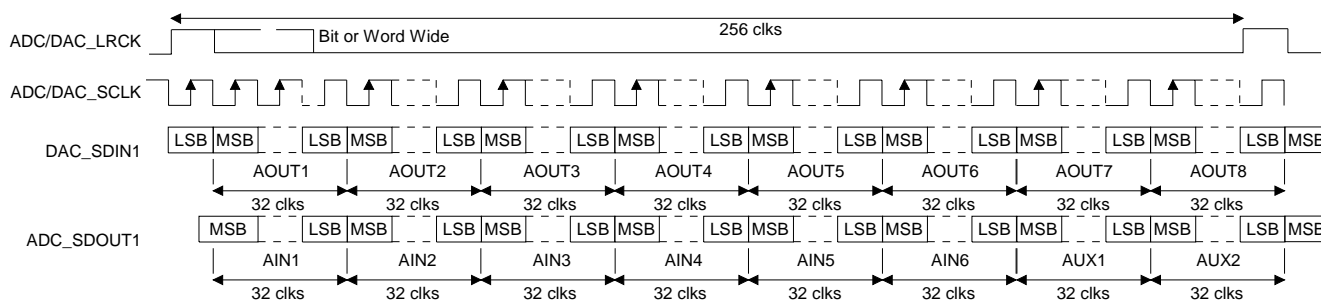 256 clks
ADC/DAC_LRCK Bit or Word Wide
ADC/DAC_SCLK
DAC_SDIN1 LSB MSB LSB MSB LSB MSB LSB MSB LSB MSB LSB MSB LSB MSB LSB MSB LSB MSB
AOUT1 AOUT2 AOUT3 AOUT4 AOUT5 AOUT6 AOUT7 AOUT8
32 clks 32 clks 32 clks 32 clks 32 clks 32 clks 32 clks 32 clks
ADC_SDOUT1 MSB LSB MSB LSB MSB LSB MSB LSB MSB LSB MSB LSB MSB LSB MSB LSB MSB
AIN1 AIN2 AIN3 AIN4 AIN5 AIN6 AUX1 AUX2
32 clks 32 clks 32 clks 32 clks 32 clks 32 clks 32 clks 32 clks